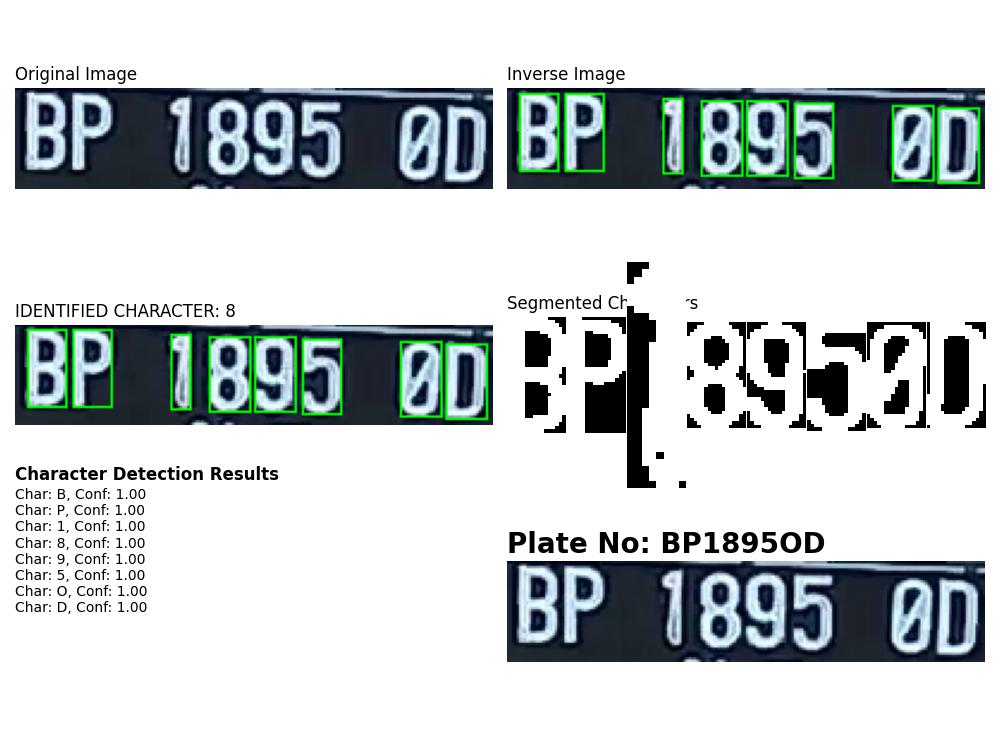 Original Image
BP 1895 0D
Inverse Image
BP 1895 0D
IDENTIFIED CHARACTER: 8
BP 1895 0D
Segmented Ch rs
BP 1895 0D
Character Detection Results
Char: B, Conf: 1.00
Char: P, Conf: 1.00
Char: 1, Conf: 1.00
Char: 8, Conf: 1.00
Char: 9, Conf: 1.00
Char: 5, Conf: 1.00
Char: O, Conf: 1.00
Char: D, Conf: 1.00
Plate No: BP1895OD
BP 1895 0D